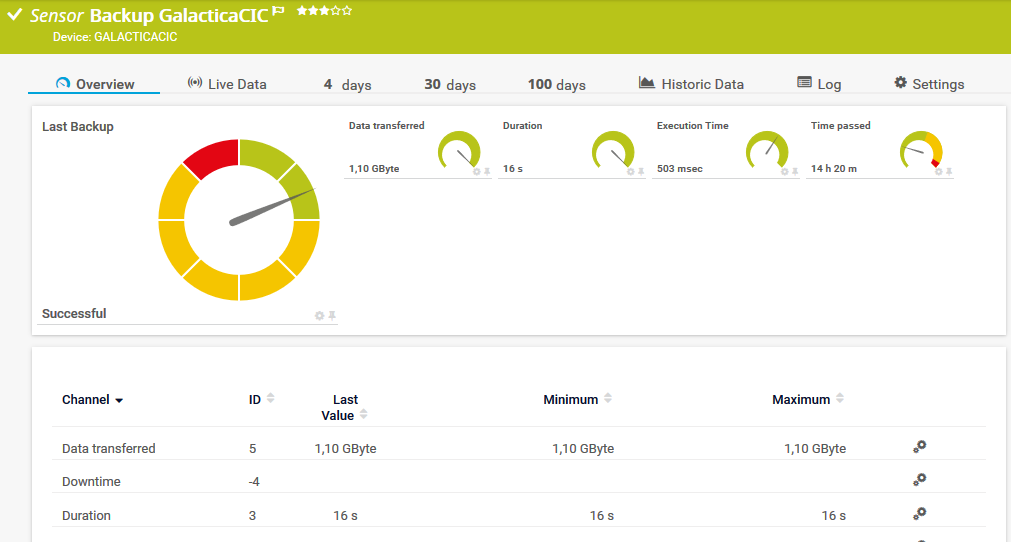 Sensor Backup GalacticaCIC
Device: GALACTICACIC
Overview Live Data 4 days 30 days 100 days Historic Data Log Settings
Last Backup
Successful
Data transferred
1,10 GByte
Duration
16 s
Execution Time
503 msec
Time passed
14 h 20 m
Channel ID Last Value Minimum Maximum
Data transferred 5 1,10 GByte 1,10 GByte 1,10 GByte
Downtime -4
Duration 3 16 s 16 s 16 s